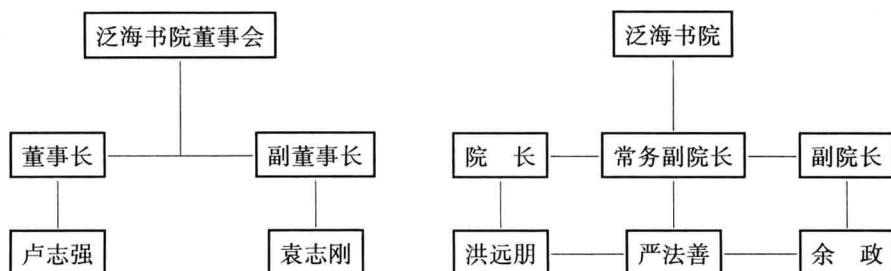 泛海书院董事会
泛海书院
董事长
副董事长
院 长
常务副院长
副院长
卢志强
袁志刚
洪远朋
严法善
余 政